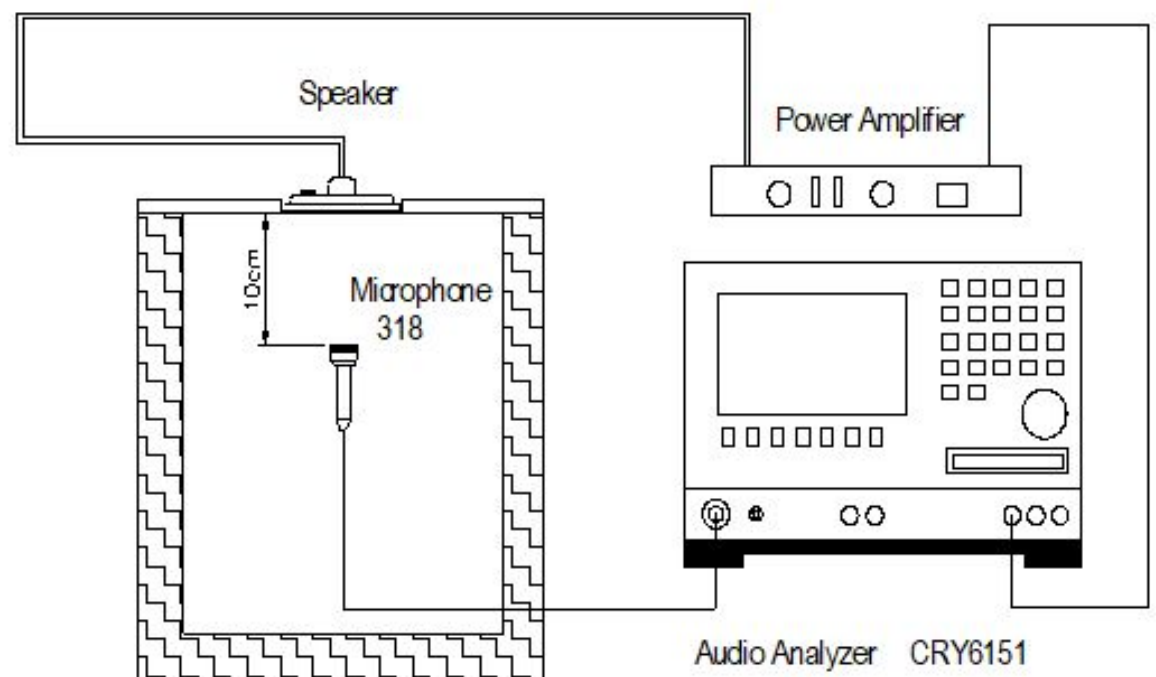 Speaker
Power Amplifier
10cm
Microphone
318
Audio Analyzer CRY6151